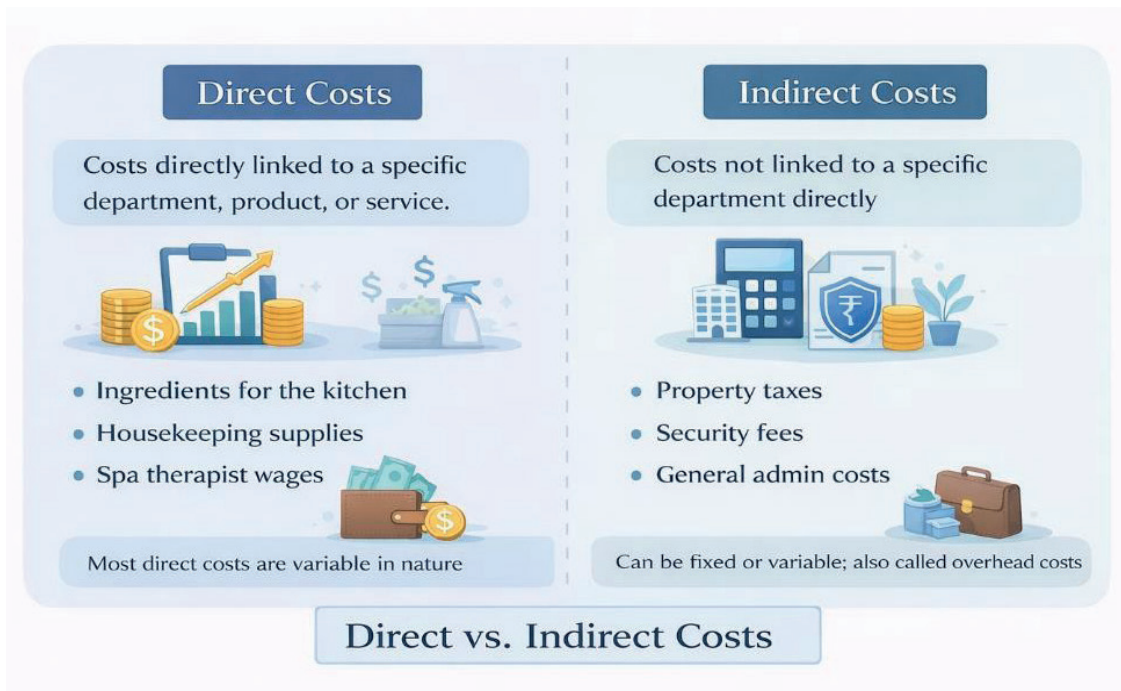 Direct Costs
Costs directly linked to a specific
department, product, or service.
$
$
$
• Ingredients for the kitchen
• Housekeeping supplies
• Spa therapist wages
$
Most direct costs are variable in nature
Indirect Costs
Costs not linked to a specific
department directly
₹
• Property taxes
• Security fees
• General admin costs
Can be fixed or variable; also called overhead costs
Direct vs. Indirect Costs